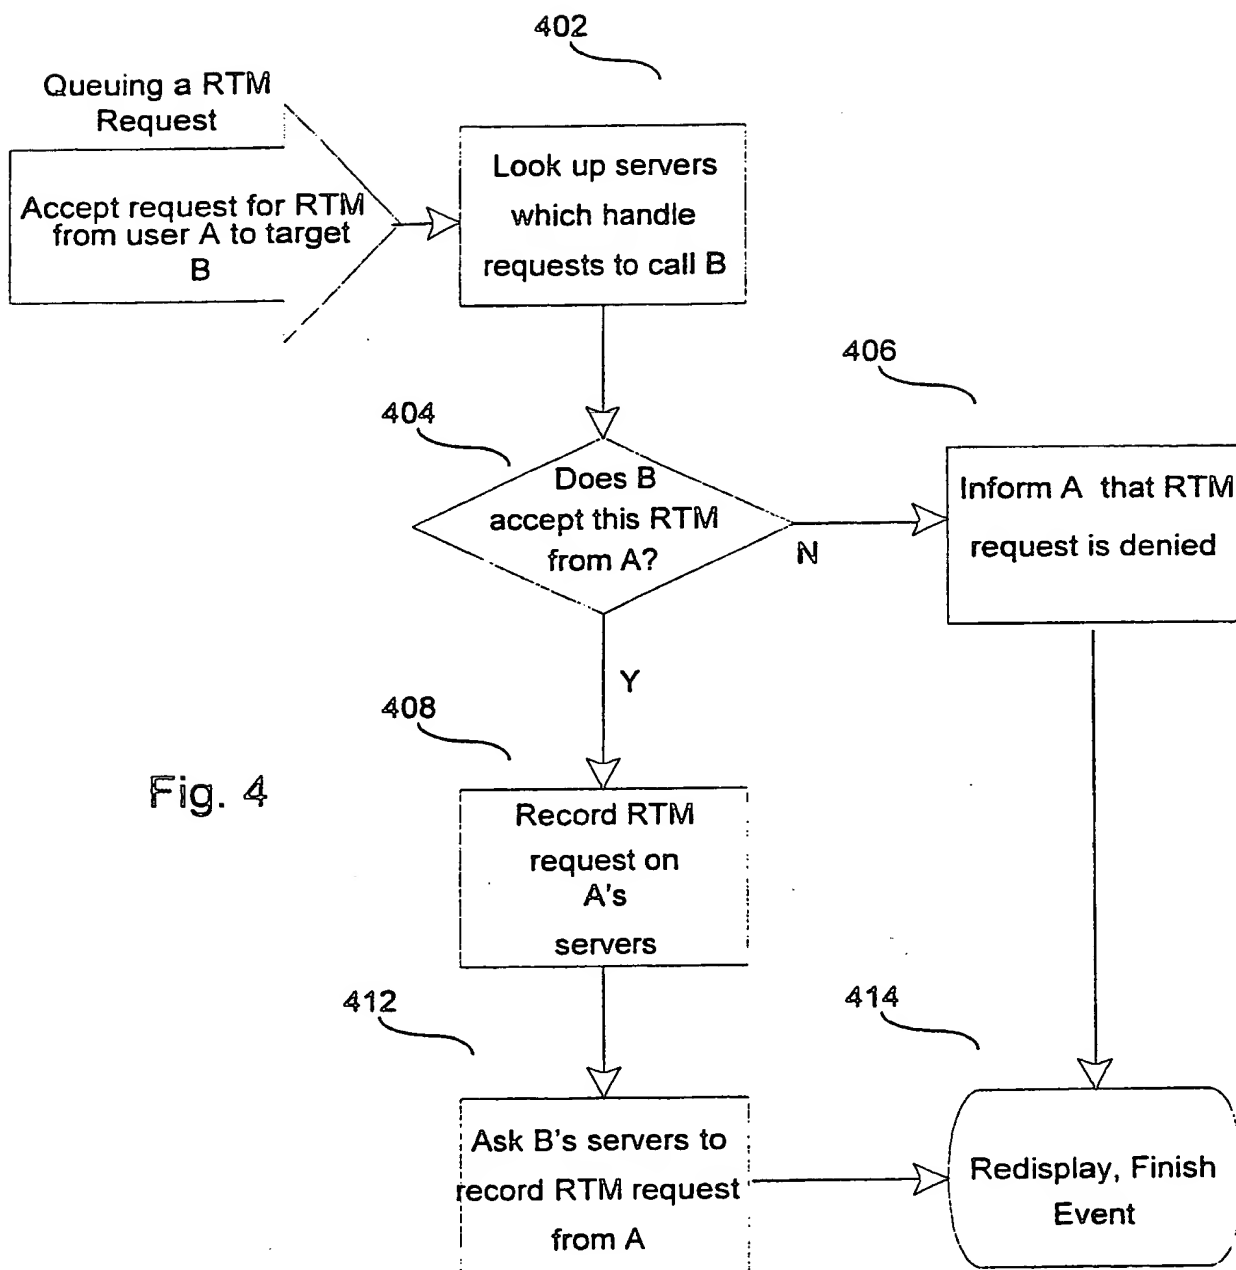 402
Queuing a RTM
Request
Accept request for RTM
from user A to target
B
Look up servers
which handle
requests to call B
406
404
Does B
accept this RTM
from A?
N
Inform A that RTM
request is denied
Y
408
Fig. 4
Record RTM
request on
A's
servers
412
414
Ask B's servers to
record RTM request
from A
Redisplay, Finish
Event